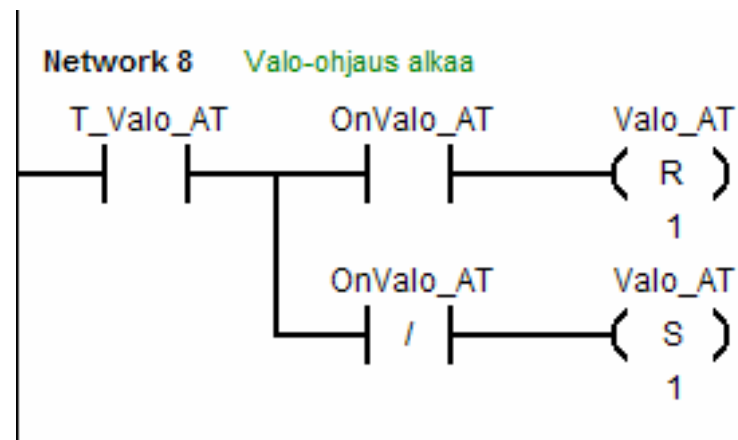 Network 8 Valo-ohjaus alkaa
T_Valo_AT OnValo_AT Valo_AT
R
1
OnValo_AT Valo_AT
/ S
1